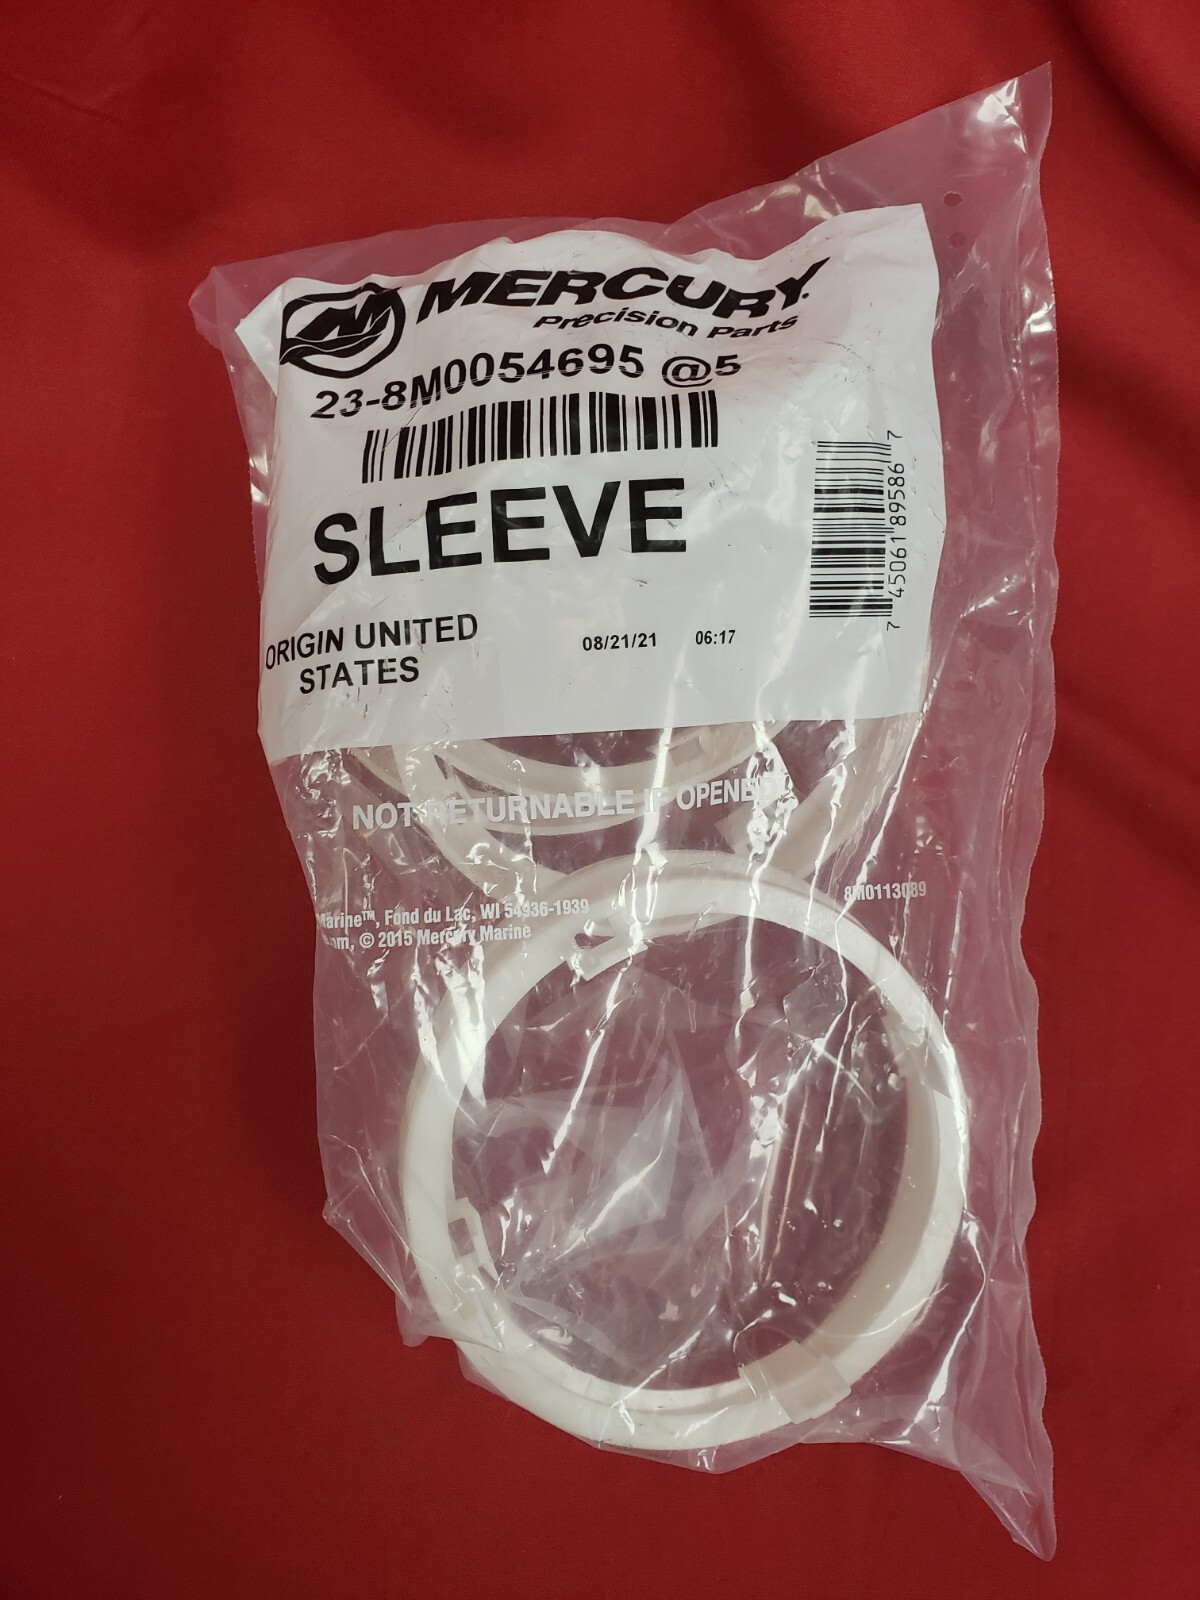 MERCURY
Precision Parts
23-8M0054695 @5
SLEEVE
7 45061 89586 7
ORIGIN UNITED
STATES
08/21/21 06:17
NOT RETURNABLE IF OPENED
Marine™, Fond du Lac, WI 54936-1939
8M0113089
om, © 2015 Mercury Marine